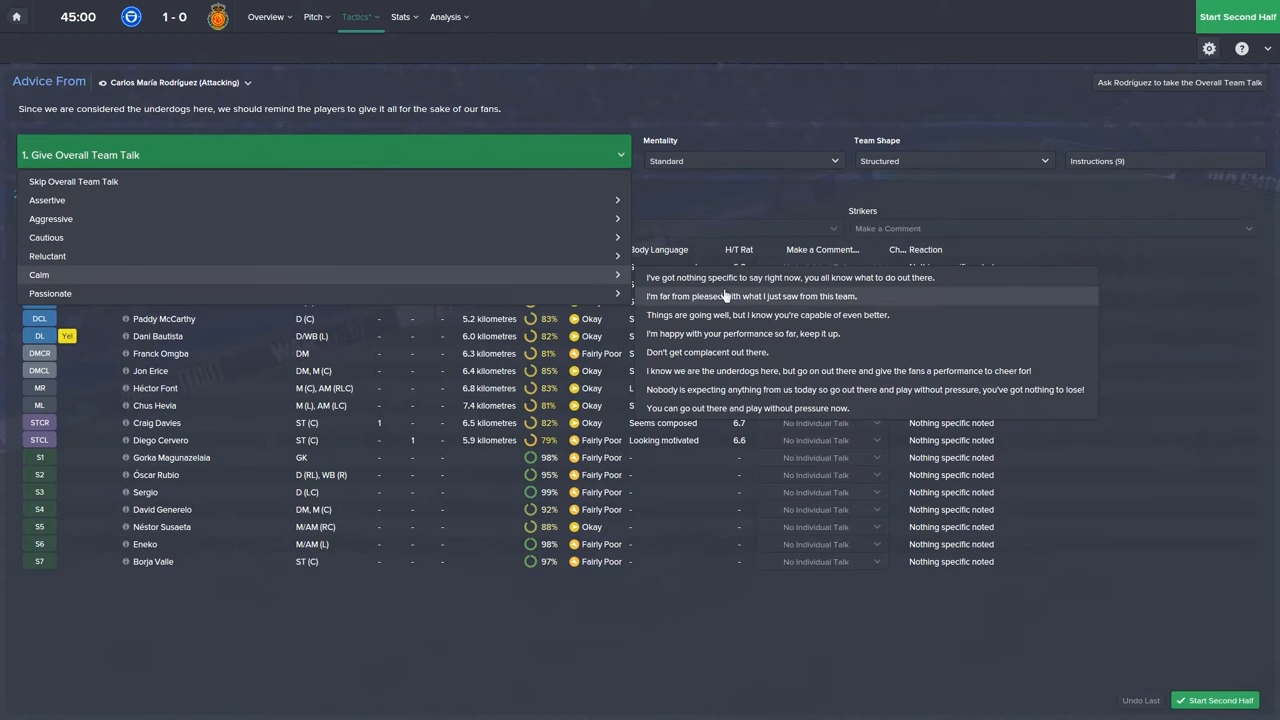 45:00 1 - 0 Overview Pitch Tactics* Stats Analysis Start Second Half
?
Advice From Carlos María Rodríguez (Attacking) Ask Rodríguez to take the Overall Team Talk
Since we are considered the underdogs here, we should remind the players to give it all for the sake of our fans.
Mentality Team Shape
1. Give Overall Team Talk Standard Structured Instructions (9)
Skip Overall Team Talk
Assertive
Strikers
Aggressive
Make a Comment
Cautious
Body Language H/T Rat Make a Comment... Ch... Reaction
Reluctant
Calm
I've got nothing specific to say right now, you all know what to do out there.
Passionate
I'm far from pleased with what I just saw from this team.
Things are going well, but I know you're capable of even better.
I'm happy with your performance so far, keep it up.
Don't get complacent out there.
I know we are the underdogs here, but go out there and give the fans a performance to cheer for!
Nobody is expecting anything from us today so go out there and play without pressure, you've got nothing to lose!
You can go out there and play without pressure now.
DCL Paddy McCarthy D (C) - - - 5.2 kilometres 83% Okay
DL Yel Dani Bautista D/WB (L) - - - 6.0 kilometres 82% Okay
DMCR Franck Omgba DM - - - 6.3 kilometres 81% Fairly Poor
DMCL Jon Erice DM, M (C) - - - 6.4 kilometres 85% Okay
MR Héctor Font M (C), AM (RLC) - - - 6.8 kilometres 83% Okay
ML Chus Hevia M (L), AM (LC) - - - 7.4 kilometres 81% Okay
STCR Craig Davies ST (C) 1 - - 6.5 kilometres 82% Okay Seems composed 6.7 No Individual Talk Nothing specific noted
STCL Diego Cervero ST (C) - 1 - 5.9 kilometres 79% Fairly Poor Looking motivated 6.6 No Individual Talk Nothing specific noted
S1 Gorka Magunazelaia GK - - - 98% Fairly Poor - - No Individual Talk Nothing specific noted
S2 Óscar Rubio D (RL), WB (R) - - - 95% Fairly Poor - - No Individual Talk Nothing specific noted
S3 Sergio D (LC) - - - 99% Fairly Poor - - No Individual Talk Nothing specific noted
S4 David Generelo DM, M (C) - - - 92% Fairly Poor - - No Individual Talk Nothing specific noted
S5 Néstor Susaeta M/AM (RC) - - - 88% Okay - - No Individual Talk Nothing specific noted
S6 Eneko M/AM (L) - - - 98% Fairly Poor - - No Individual Talk Nothing specific noted
S7 Borja Valle ST (C) - - - 97% Fairly Poor - - No Individual Talk Nothing specific noted
Undo Last Start Second Half